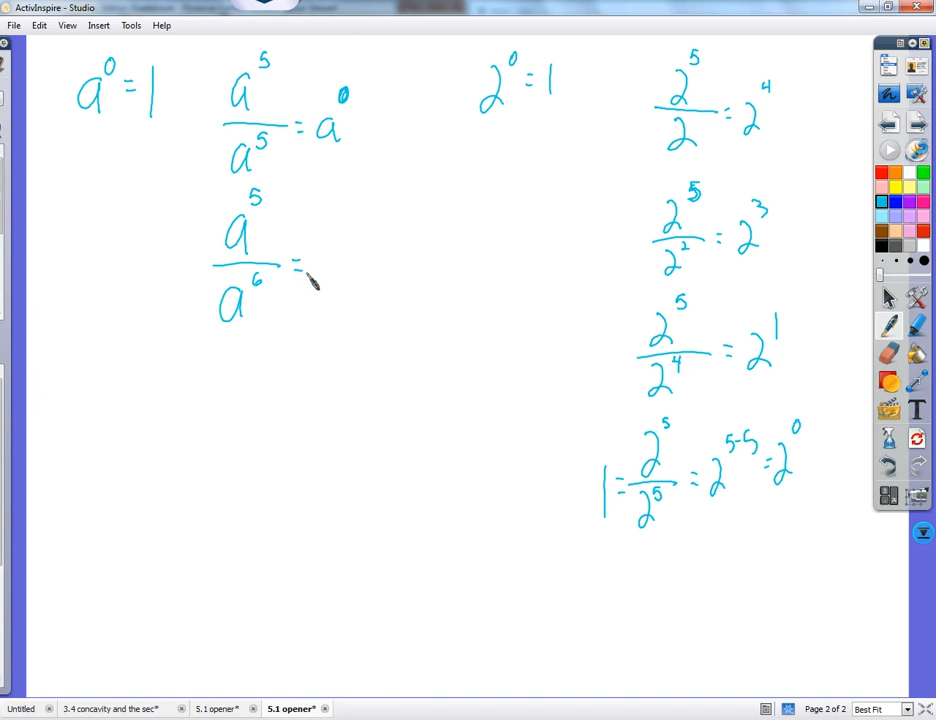 ActivInspire - Studio
File Edit View Insert Tools Help
a⁰ = 1
a⁵/a⁵ = a⁰
a⁵/a⁶ =
2⁰ = 1
2⁵/2 = 2⁴
2⁵/2² = 2³
2⁵/2⁴ = 2¹
1 = 2⁵/2⁵ = 2⁵⁻⁵ = 2⁰
Page 2 of 2 Best Fit
Untitled 3.4 concavity and the sec* 5.1 opener* 5.1 opener*